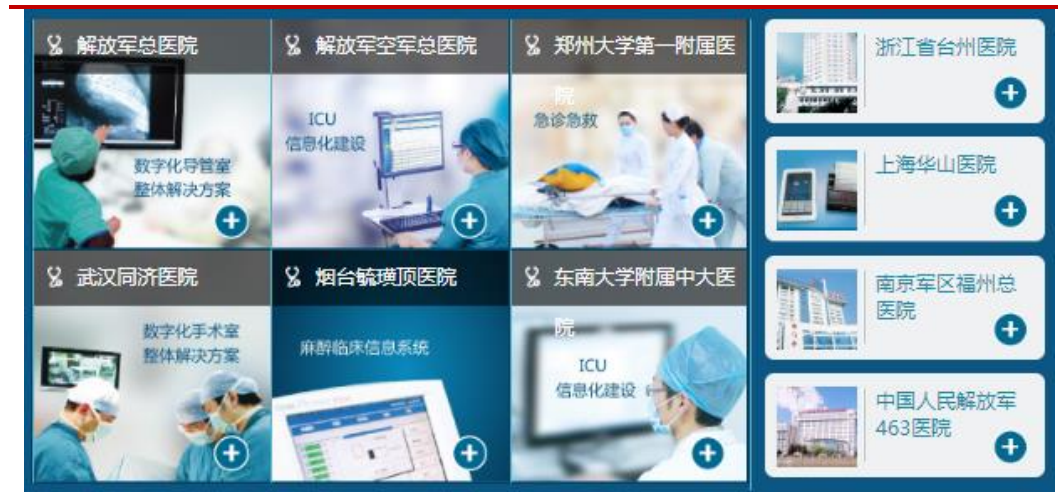 解放军总医院
数字化导管室
整体解决方案
解放军空军总医院
ICU
信息化建设
郑州大学第一附属医
院
急诊急救
武汉同济医院
数字化手术室
整体解决方案
烟台毓璜顶医院
麻醉临床信息系统
东南大学附属中大医
院
ICU
信息化建设
浙江省台州医院
上海华山医院
南京军区福州总
医院
中国人民解放军
463医院